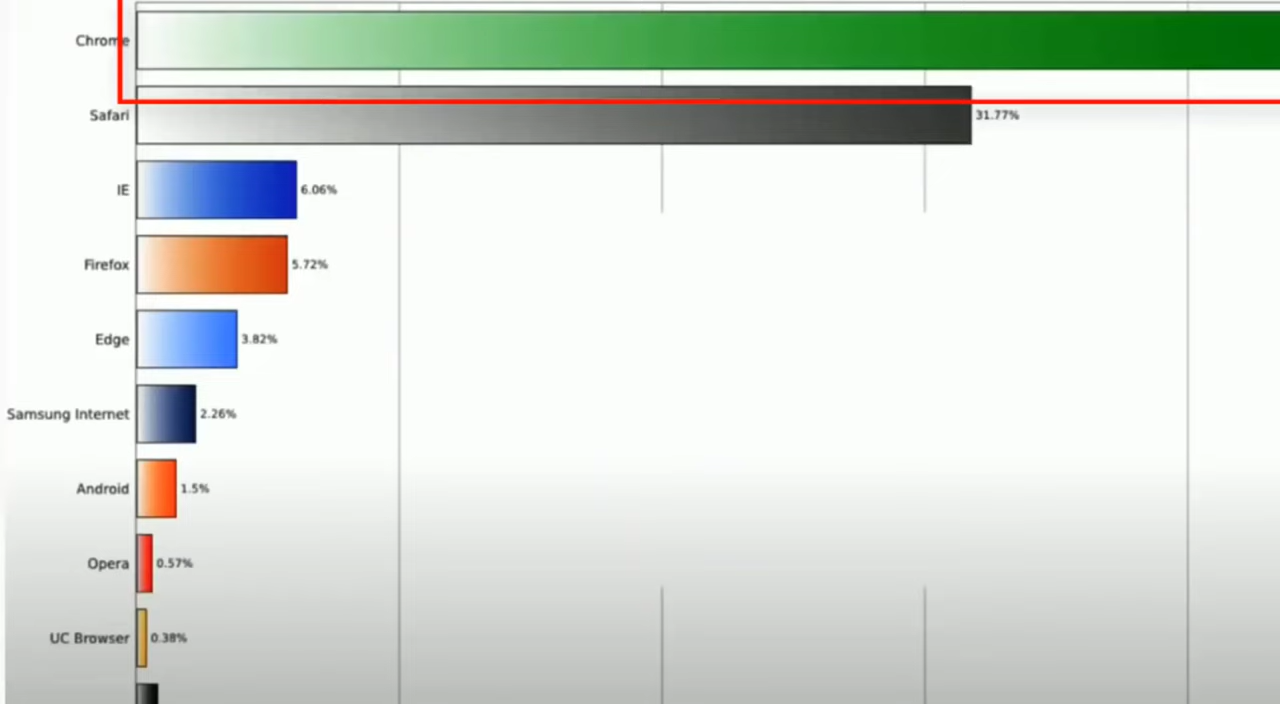 Chrome
Safari 31.77%
IE 6.06%
Firefox 5.72%
Edge 3.82%
Samsung Internet 2.26%
Android 1.5%
Opera 0.57%
UC Browser 0.38%